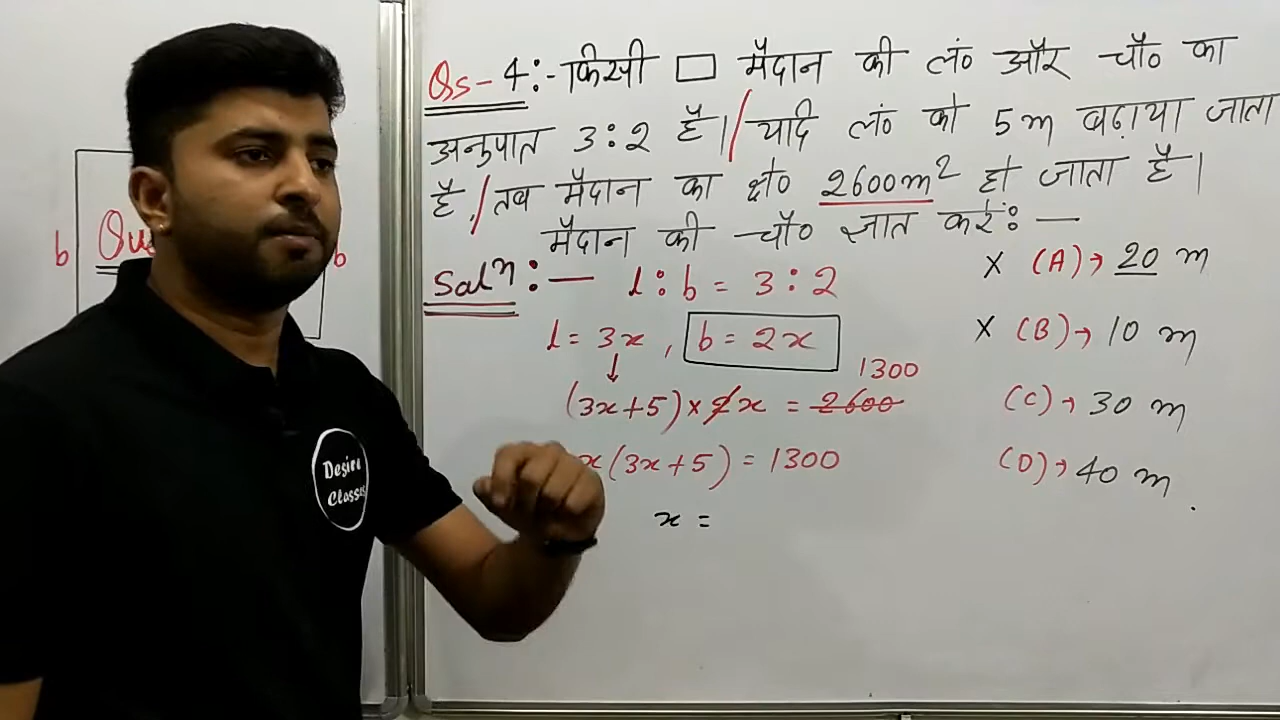 Qs-4:- किसी □ मैदान की लं० और चौ० का
अनुपात 3:2 है। / यदि लं० को 5m बढ़ाया जाता
है, / तब मैदान का क्षे० 2600m² हो जाता है।
मैदान की चौ० ज्ञात करें:—
Solⁿ:— l:b = 3:2
l = 3x, b = 2x
1300
(3x+5) × 2x = 2600
x(3x+5) = 1300
x =
x (A)→ 20 m
x (B)→ 10 m
(C)→ 30 m
(D)→ 40 m
b
b
Desire
Classes